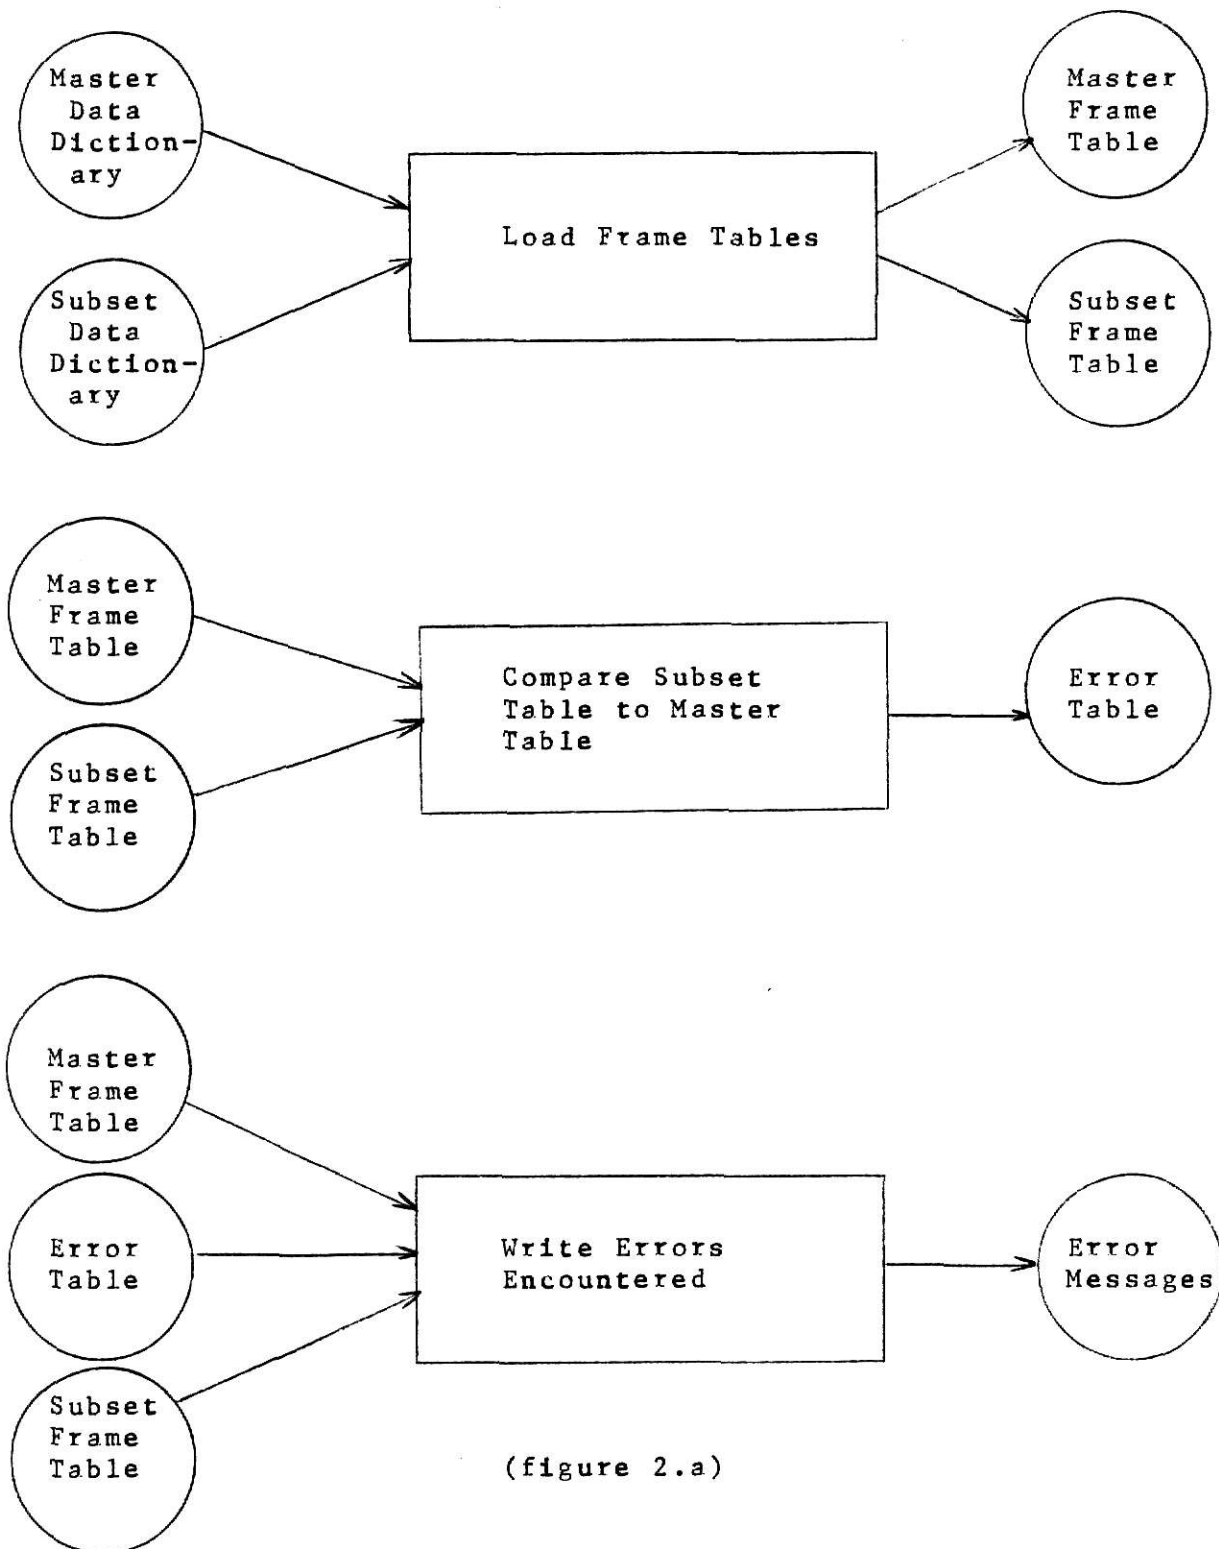 Master
Data
Diction-
ary
Subset
Data
Diction-
ary
Load Frame Tables
Master
Frame
Table
Subset
Frame
Table
Master
Frame
Table
Subset
Frame
Table
Compare Subset
Table to Master
Table
Error
Table
Master
Frame
Table
Error
Table
Subset
Frame
Table
Write Errors
Encountered
Error
Messages
(figure 2.a)